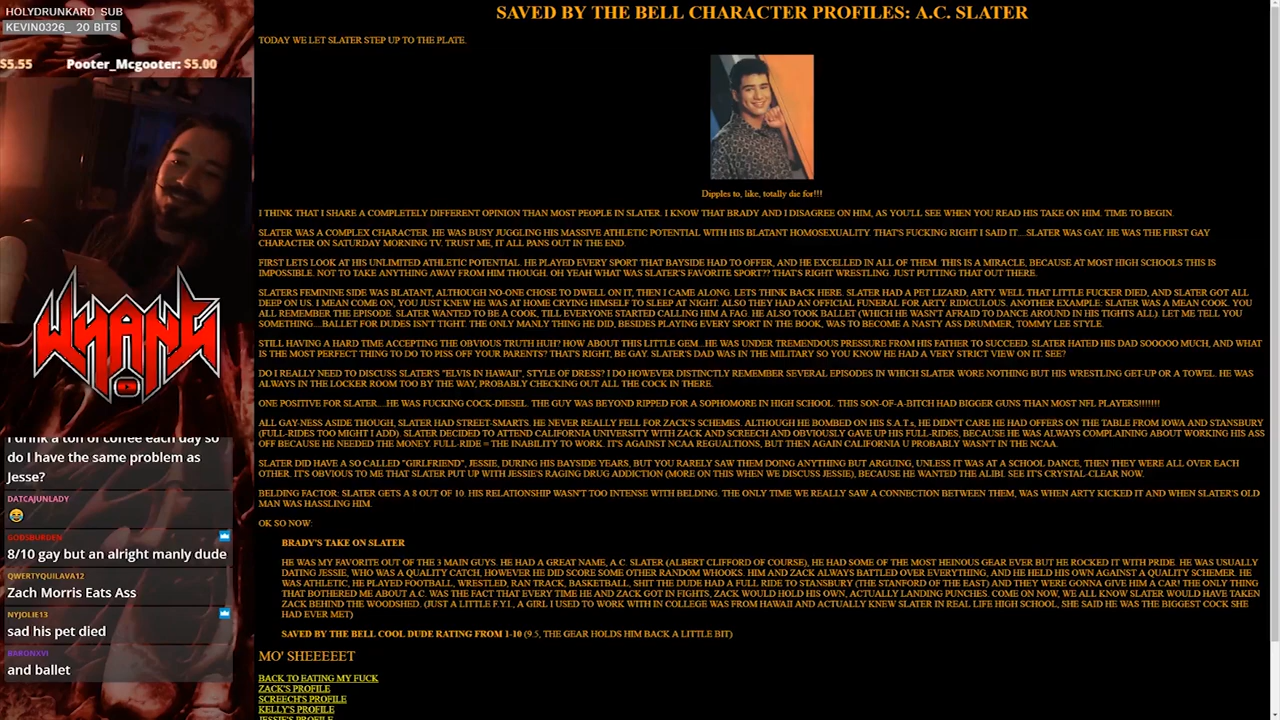 HOLYDRUNKARD SUB
KEVIN0326_ 20 BITS
$5.55 Pooter_Mcgooter: $5.00
WHANG
I drink a ton of coffee each day so
do I have the same problem as
Jesse?
DATCAJUNLADY
😂
GODSBURDEN
8/10 gay but an alright manly dude
QWERTYQUILAVA12
Zach Morris Eats Ass
NYJOLIE13
sad his pet died
BARONXVI
and ballet
SAVED BY THE BELL CHARACTER PROFILES: A.C. SLATER
TODAY WE LET SLATER STEP UP TO THE PLATE.
Dipples to, like, totally die for!!!
I THINK THAT I SHARE A COMPLETELY DIFFERENT OPINION THAN MOST PEOPLE IN SLATER. I KNOW THAT BRADY AND I DISAGREE ON HIM, AS YOU'LL SEE WHEN YOU READ HIS TAKE ON HIM. TIME TO BEGIN.
SLATER WAS A COMPLEX CHARACTER. HE WAS BUSY JUGGLING HIS MASSIVE ATHLETIC POTENTIAL WITH HIS BLATANT HOMOSEXUALITY THAT'S FUCKING RIGHT I SAID IT....SLATER WAS GAY. HE WAS THE FIRST GAY
CHARACTER ON SATURDAY MORNING TV. TRUST ME, IT ALL PANS OUT IN THE END.
FIRST LETS LOOK AT HIS UNLIMITED ATHLETIC POTENTIAL. HE PLAYED EVERY SPORT THAT BAYSIDE HAD TO OFFER, AND HE EXCELLED IN ALL OF THEM. THIS IS A MIRACLE, BECAUSE AT MOST HIGH SCHOOLS THIS IS
IMPOSSIBLE. NOT TO TAKE ANYTHING AWAY FROM HIM THOUGH. OH YEAH WHAT WAS SLATER'S FAVORITE SPORT?? THAT'S RIGHT WRESTLING. JUST PUTTING THAT OUT THERE.
SLATERS FEMININE SIDE WAS BLATANT, ALTHOUGH NO-ONE CHOSE TO DWELL ON IT, THEN I CAME ALONG. LETS THINK BACK HERE. SLATER HAD A PET LIZARD, ARTY. WELL THAT LITTLE FUCKER DIED, AND SLATER GOT ALL
DEEP ON US. I MEAN COME ON, YOU JUST KNEW HE WAS AT HOME CRYING HIMSELF TO SLEEP AT NIGHT. ALSO THEY HAD AN OFFICIAL FUNERAL FOR ARTY. RIDICULOUS. ANOTHER EXAMPLE: SLATER WAS A MEAN COOK. YOU
ALL REMEMBER THE EPISODE. SLATER WANTED TO BE A COOK, TILL EVERYONE STARTED CALLING HIM A FAG. HE ALSO TOOK BALLET (WHICH HE WASN'T AFRAID TO DANCE AROUND IN HIS TIGHTS ALL). LET ME TELL YOU
SOMETHING....BALLET FOR DUDES ISN'T TIGHT. THE ONLY MANLY THING HE DID, BESIDES PLAYING EVERY SPORT IN THE BOOK, WAS TO BECOME A NASTY ASS DRUMMER, TOMMY LEE STYLE.
STILL HAVING A HARD TIME ACCEPTING THE OBVIOUS TRUTH HUH? HOW ABOUT THIS LITTLE GEM...HE WAS UNDER TREMENDOUS PRESSURE FROM HIS FATHER TO SUCCEED. SLATER HATED HIS DAD SOOOOO MUCH, AND WHAT
IS THE MOST PERFECT THING TO DO TO PISS OFF YOUR PARENTS? THAT'S RIGHT, BE GAY. SLATER'S DAD WAS IN THE MILITARY SO YOU KNOW HE HAD A VERY STRICT VIEW ON IT. SEE?
DO I REALLY NEED TO DISCUSS SLATER'S "ELVIS IN HAWAII", STYLE OF DRESS? I DO HOWEVER DISTINCTLY REMEMBER SEVERAL EPISODES IN WHICH SLATER WORE NOTHING BUT HIS WRESTLING GET-UP OR A TOWEL. HE WAS
ALWAYS IN THE LOCKER ROOM TOO BY THE WAY, PROBABLY CHECKING OUT ALL THE COCK IN THERE.
ONE POSITIVE FOR SLATER....HE WAS FUCKING COCK-DIESEL. THE GUY WAS BEYOND RIPPED FOR A SOPHOMORE IN HIGH SCHOOL. THIS SON-OF-A-BITCH HAD BIGGER GUNS THAN MOST NFL PLAYERS!!!!!!!
ALL GAY-NESS ASIDE THOUGH, SLATER HAD STREET-SMARTS. HE NEVER REALLY FELL FOR ZACK'S SCHEMES. ALTHOUGH HE BOMBED ON HIS S.A.T.s, HE DIDN'T CARE HE HAD OFFERS ON THE TABLE FROM IOWA AND STANSBURY
(FULL-RIDES TOO MIGHT I ADD). SLATER DECIDED TO ATTEND CALIFORNIA UNIVERSITY WITH ZACK AND SCREECH AND OBVIOUSLY GAVE UP HIS FULL-RIDES, BECAUSE HE WAS ALWAYS COMPLAINING ABOUT WORKING HIS ASS
OFF BECAUSE HE NEEDED THE MONEY. FULL-RIDE = THE INABILITY TO WORK. IT'S AGAINST NCAA REGUALTIONS, BUT THEN AGAIN CALIFORNIA U PROBABLY WASN'T IN THE NCAA.
SLATER DID HAVE A SO CALLED "GIRLFRIEND", JESSIE, DURING HIS BAYSIDE YEARS, BUT YOU RARELY SAW THEM DOING ANYTHING BUT ARGUING, UNLESS IT WAS AT A SCHOOL DANCE, THEN THEY WERE ALL OVER EACH
OTHER. IT'S OBVIOUS TO ME THAT SLATER PUT UP WITH JESSIE'S RAGING DRUG ADDICTION (MORE ON THIS WHEN WE DISCUSS JESSIE), BECAUSE HE WANTED THE ALIBI. SEE IT'S CRYSTAL-CLEAR NOW.
BELDING FACTOR: SLATER GETS A 8 OUT OF 10. HIS RELATIONSHIP WASN'T TOO INTENSE WITH BELDING. THE ONLY TIME WE REALLY SAW A CONNECTION BETWEEN THEM, WAS WHEN ARTY KICKED IT AND WHEN SLATER'S OLD
MAN WAS HASSLING HIM.
OK SO NOW:
BRADY'S TAKE ON SLATER
HE WAS MY FAVORITE OUT OF THE 3 MAIN GUYS. HE HAD A GREAT NAME, A.C. SLATER (ALBERT CLIFFORD OF COURSE), HE HAD SOME OF THE MOST HEINOUS GEAR EVER BUT HE ROCKED IT WITH PRIDE. HE WAS USUALLY
DATING JESSIE, WHO WAS A QUALITY CATCH, HOWEVER HE DID SCORE SOME OTHER RANDOM WHOOKS. HIM AND ZACK ALWAYS BATTLED OVER EVERYTHING, AND HE HELD HIS OWN AGAINST A QUALITY SCHEMER. HE
WAS ATHLETIC, HE PLAYED FOOTBALL, WRESTLED, RAN TRACK, BASKETBALL, SHIT THE DUDE HAD A FULL RIDE TO STANSBURY (THE STANFORD OF THE EAST) AND THEY WERE GONNA GIVE HIM A CAR! THE ONLY THING
THAT BOTHERED ME ABOUT A.C. WAS THE FACT THAT EVERY TIME HE AND ZACK GOT IN FIGHTS, ZACK WOULD HOLD HIS OWN, ACTUALLY LANDING PUNCHES. COME ON NOW, WE ALL KNOW SLATER WOULD HAVE TAKEN
ZACK BEHIND THE WOODSHED. (JUST A LITTLE F.Y.I., A GIRL I USED TO WORK WITH IN COLLEGE WAS FROM HAWAII AND ACTUALLY KNEW SLATER IN REAL LIFE HIGH SCHOOL, SHE SAID HE WAS THE BIGGEST COCK SHE
HAD EVER MET)
SAVED BY THE BELL COOL DUDE RATING FROM 1-10 (9.5, THE GEAR HOLDS HIM BACK A LITTLE BIT)
MO' SHEEEEET
BACK TO EATING MY FUCK
ZACK'S PROFILE
SCREECH'S PROFILE
KELLY'S PROFILE
JESSIE'S PROFILE